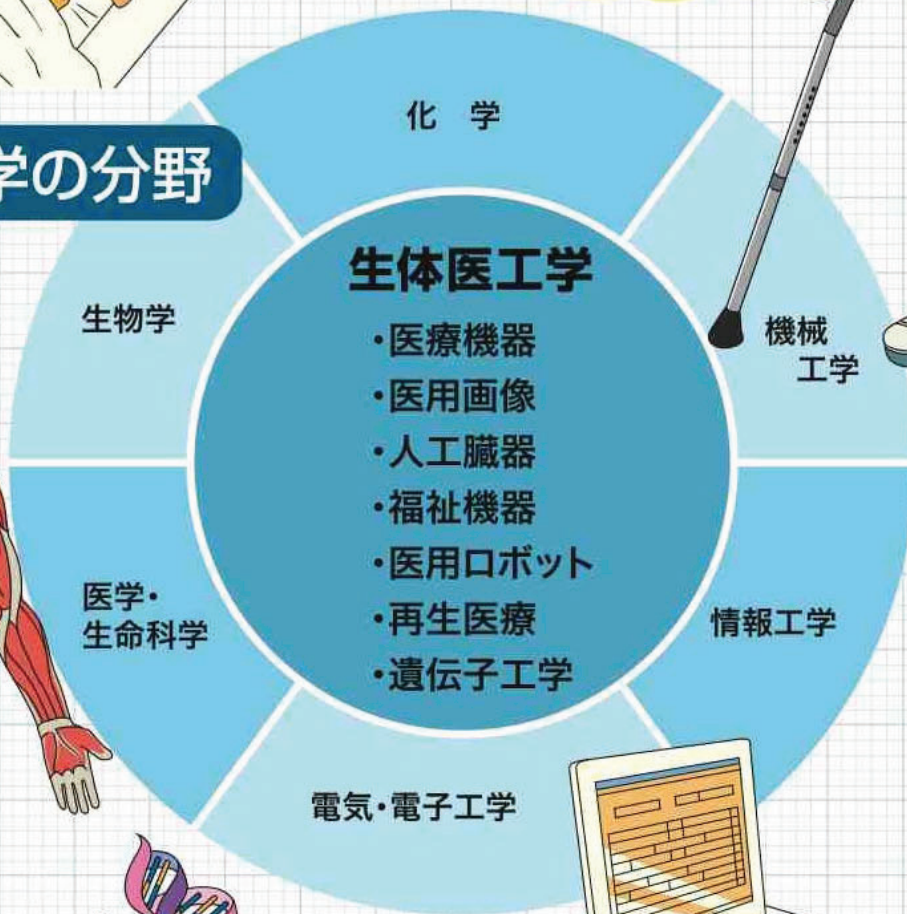 化 学
学の分野
生物学
機械
工学
生体医工学
・医療機器
・医用画像
・人工臓器
・福祉機器
・医用ロボット
・再生医療
・遺伝子工学
医学・
生命科学
情報工学
電気・電子工学